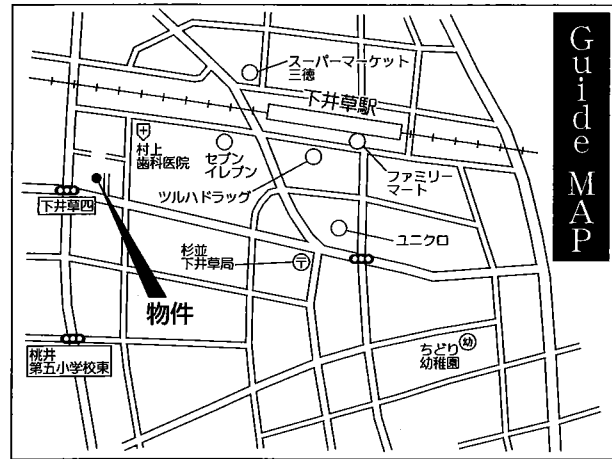 Guide MAP
スーパーマーケット
三徳
下井草駅
村上
歯科医院
セブン
イレブン
ファミリー
マート
ツルハドラッグ
下井草四
ユニクロ
杉並
下井草局
〒
物件
桃井
第五小学校東
ちどり
幼稚園
幼